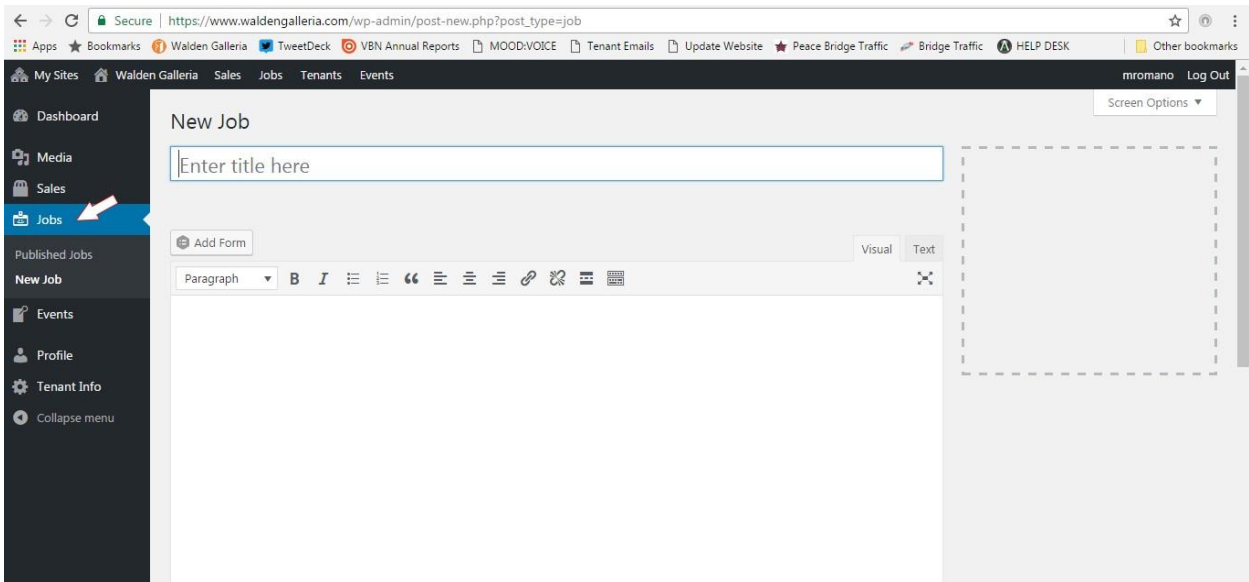 Secure | https://www.waldengalleria.com/wp-admin/post-new.php?post_type=job
Apps Bookmarks Walden Galleria TweetDeck VBN Annual Reports MOOD:VOICE Tenant Emails Update Website Peace Bridge Traffic Bridge Traffic HELP DESK Other bookmarks
My Sites Walden Galleria Sales Jobs Tenants Events mromano Log Out
Screen Options
Dashboard
Media
Sales
Jobs
Published Jobs
New Job
Events
Profile
Tenant Info
Collapse menu
New Job
Enter title here
Add Form
Visual Text
Paragraph B I